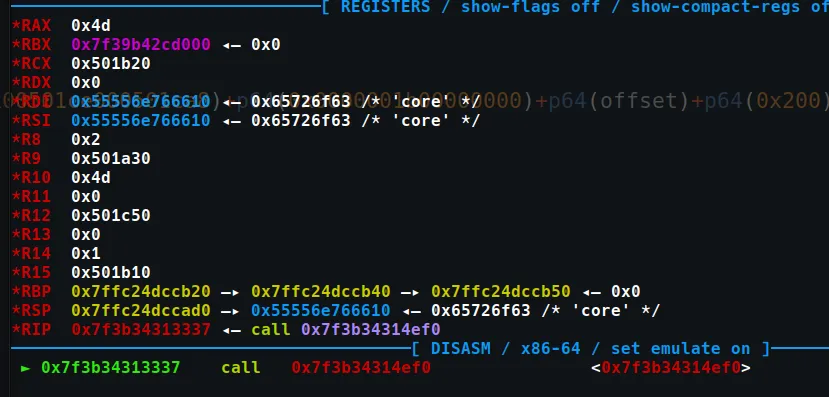 [ REGISTERS / show-flags off / show-compact-regs of
*RAX 0x4d
*RBX 0x7f39b42cd000 ◂— 0x0
*RCX 0x501b20
*RDX 0x0
*RDI 0x55556e766610 ◂— 0x65726f63 /* 'core' */ )+p64(offset)+p64(0x200)
*RSI 0x55556e766610 ◂— 0x65726f63 /* 'core' */
*R8 0x2
*R9 0x501a30
*R10 0x4d
*R11 0x0
*R12 0x501c50
*R13 0x0
*R14 0x1
*R15 0x501b10
*RBP 0x7ffc24dccb20 —▸ 0x7ffc24dccb40 —▸ 0x7ffc24dccb50 ◂— 0x0
*RSP 0x7ffc24dccad0 —▸ 0x55556e766610 ◂— 0x65726f63 /* 'core' */
*RIP 0x7f3b34313337 ◂— call 0x7f3b34314ef0
[ DISASM / x86-64 / set emulate on ]
► 0x7f3b34313337 call 0x7f3b34314ef0 <0x7f3b34314ef0>